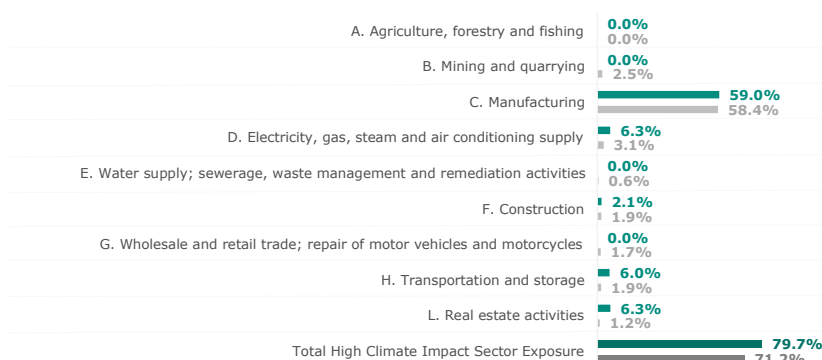 A. Agriculture, forestry and fishing
0.0%
0.0%
B. Mining and quarrying
0.0%
2.5%
C. Manufacturing
59.0%
58.4%
D. Electricity, gas, steam and air conditioning supply
6.3%
3.1%
E. Water supply; sewerage, waste management and remediation activities
0.0%
0.6%
F. Construction
2.1%
1.9%
G. Wholesale and retail trade; repair of motor vehicles and motorcycles
0.0%
1.7%
H. Transportation and storage
6.0%
1.9%
L. Real estate activities
6.3%
1.2%
Total High Climate Impact Sector Exposure
79.7%
71.2%